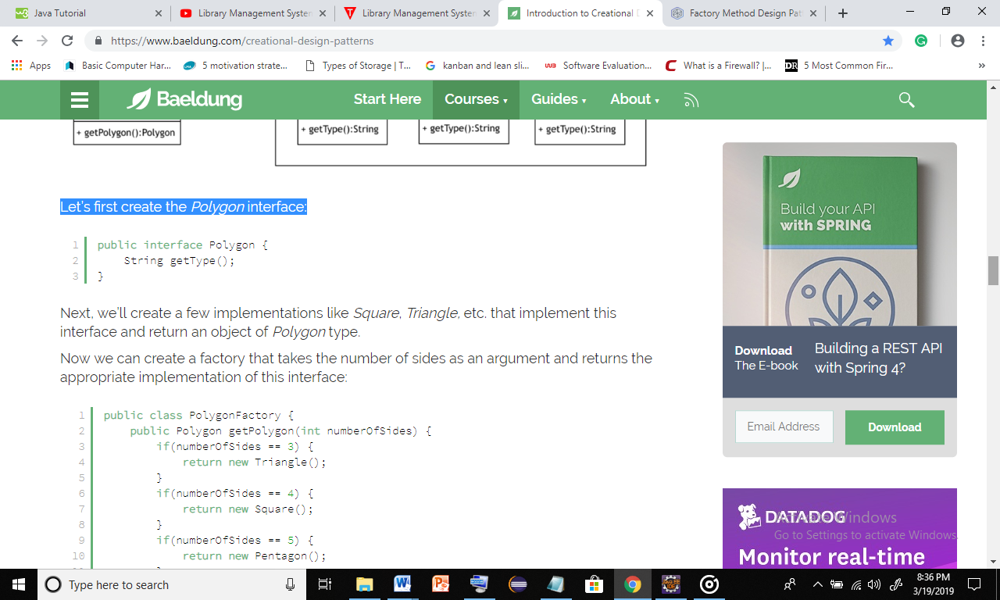 Java Tutorial
Library Management System
Library Management System
Introduction to Creational D
Factory Method Design Pat
https://www.baeldung.com/creational-design-patterns
Apps
Basic Computer Har...
5 motivation strate...
Types of Storage | T...
kanban and lean sli...
Software Evaluation...
What is a Firewall? |...
5 Most Common Fir...
Baeldung
Start Here
Courses
Guides
About
+ getPolygon():Polygon
+ getType():String
+ getType():String
+ getType():String
Let's first create the Polygon interface:
1 public interface Polygon {
2 String getType();
3 }
Next, we'll create a few implementations like Square, Triangle, etc. that implement this
interface and return an object of Polygon type.
Now we can create a factory that takes the number of sides as an argument and returns the
appropriate implementation of this interface:
1 public class PolygonFactory {
2 public Polygon getPolygon(int numberOfSides) {
3 if(numberOfSides == 3) {
4 return new Triangle();
5 }
6 if(numberOfSides == 4) {
7 return new Square();
8 }
9 if(numberOfSides == 5) {
10 return new Pentagon();
Build your API
with SPRING
Download
The E-book
Building a REST API
with Spring 4?
Email Address
Download
DATADOG
Monitor real-time
Activate Windows
Go to Settings to activate Windows
Type here to search
8:36 PM
3/19/2019